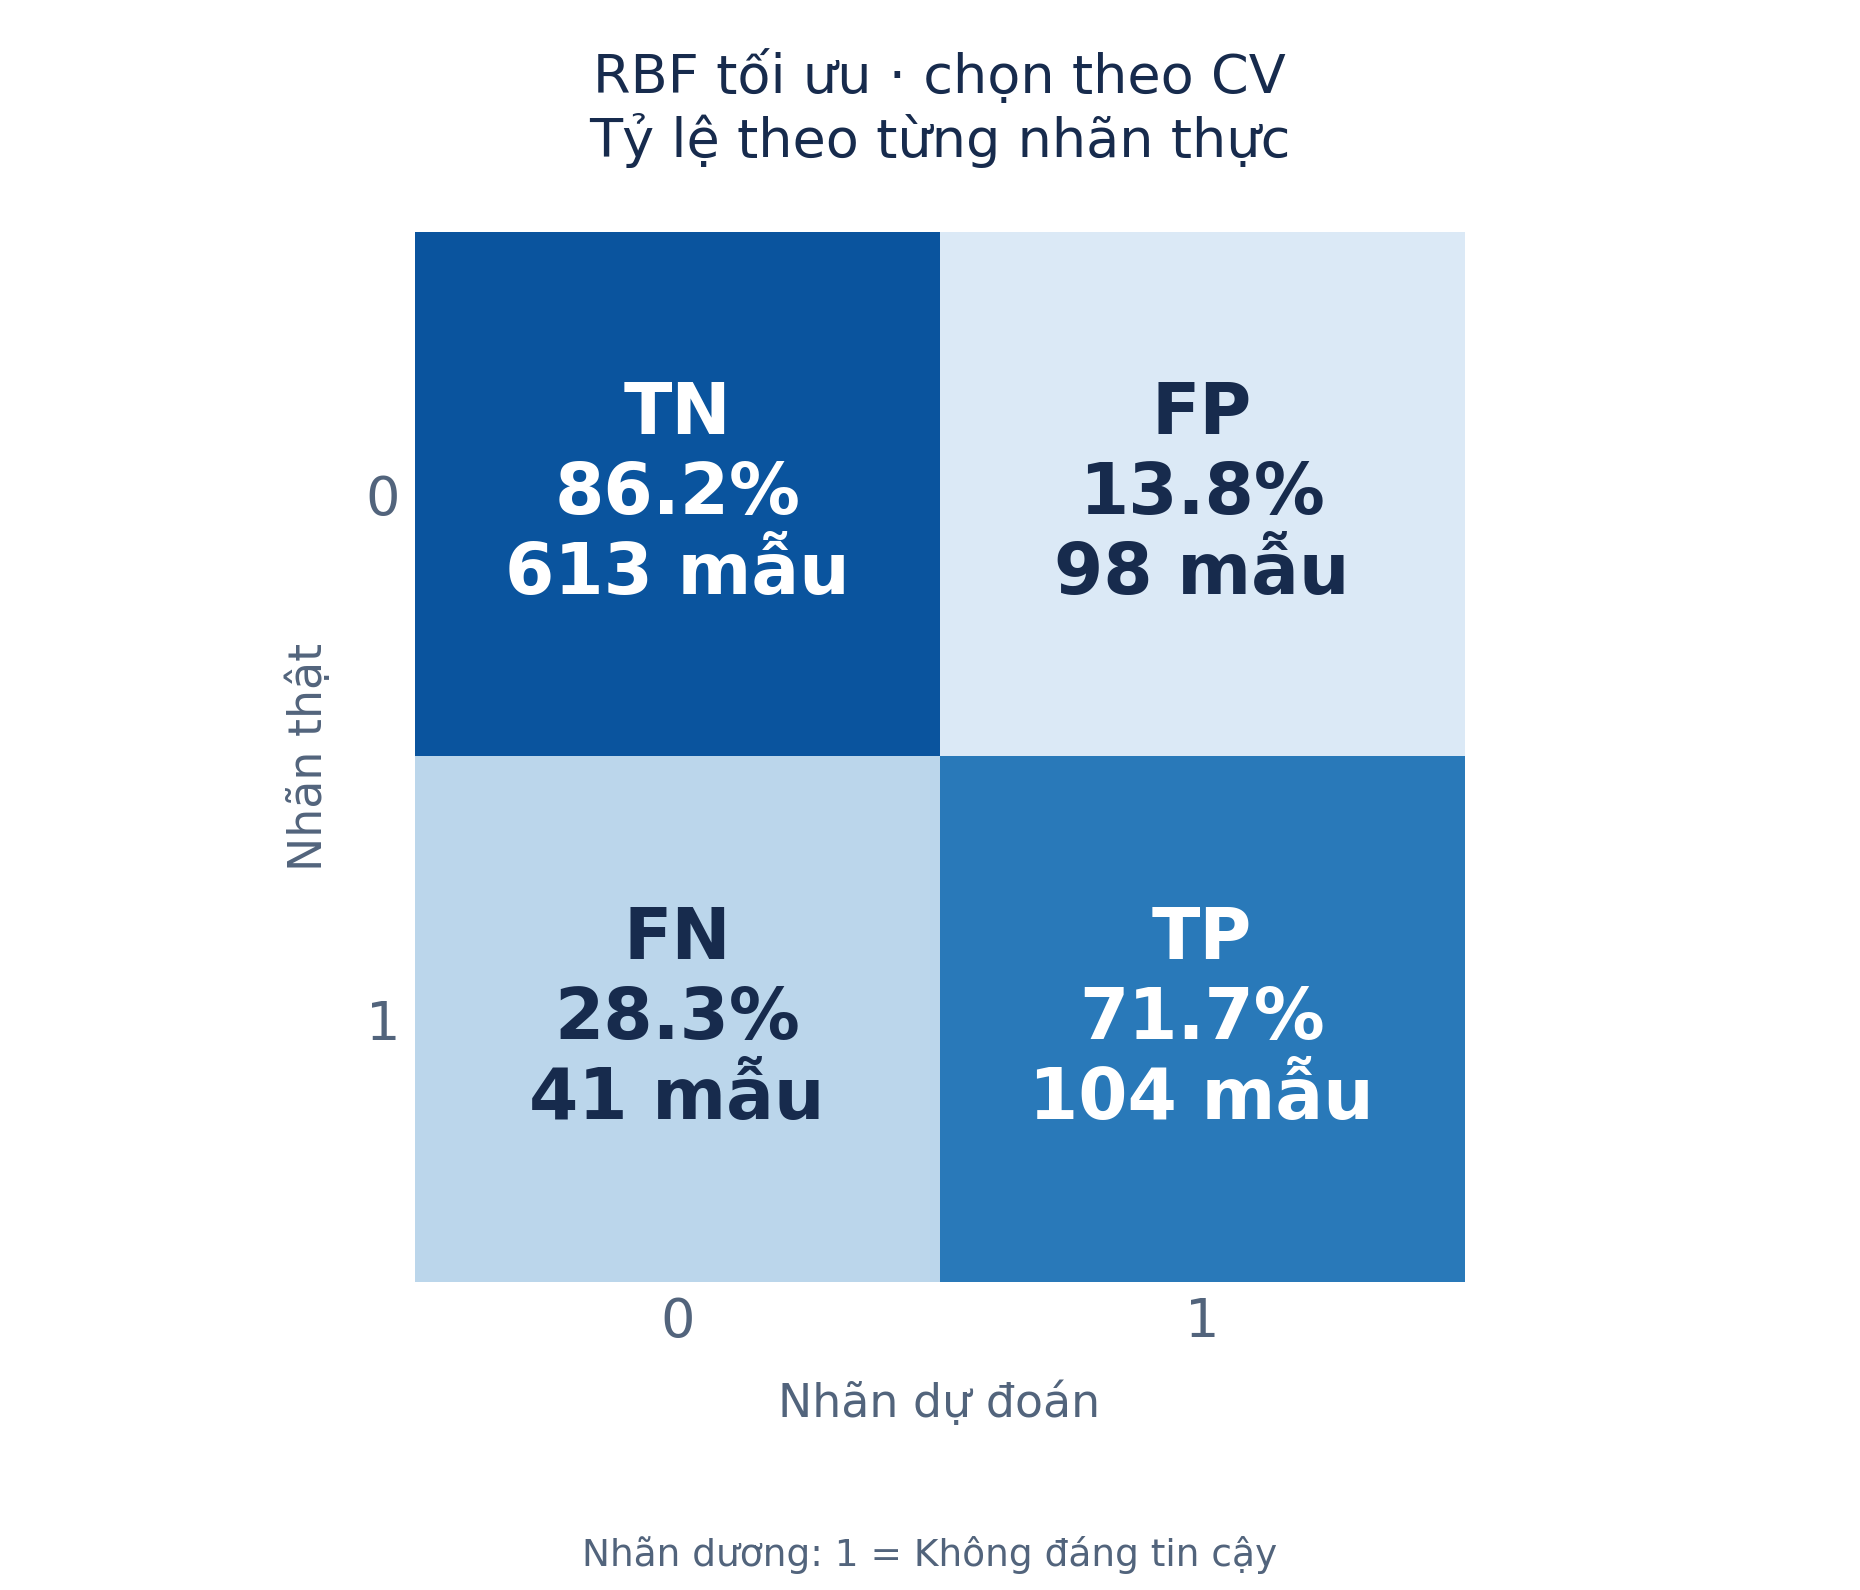 RBF tối ưu · chọn theo CV
Tỷ lệ theo từng nhãn thực
TN
86.2%
613 mẫu
FP
13.8%
98 mẫu
0
Nhãn thật
FN
28.3%
41 mẫu
TP
71.7%
104 mẫu
1
0
1
Nhãn dự đoán
Nhãn dương: 1 = Không đáng tin cậy